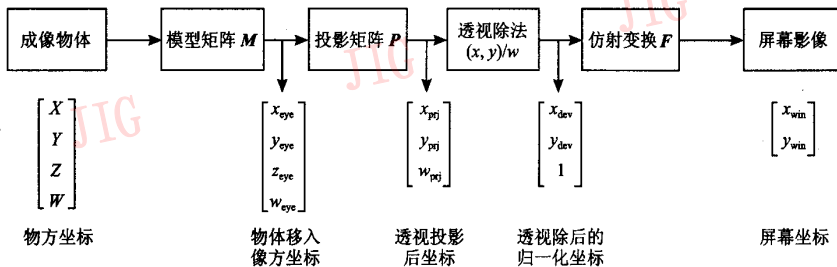 成像物体
模型矩阵 M
投影矩阵 P
透视除法
(x, y)/w
仿射变换 F
屏幕影像
X
Y
Z
W
x_eye
y_eye
z_eye
w_eye
x_prj
y_prj
w_prj
x_dev
y_dev
1
x_win
y_win
物方坐标
物体移入
像方坐标
透视投影
后坐标
透视除后的
归一化坐标
屏幕坐标
JIG
JIG
JIG